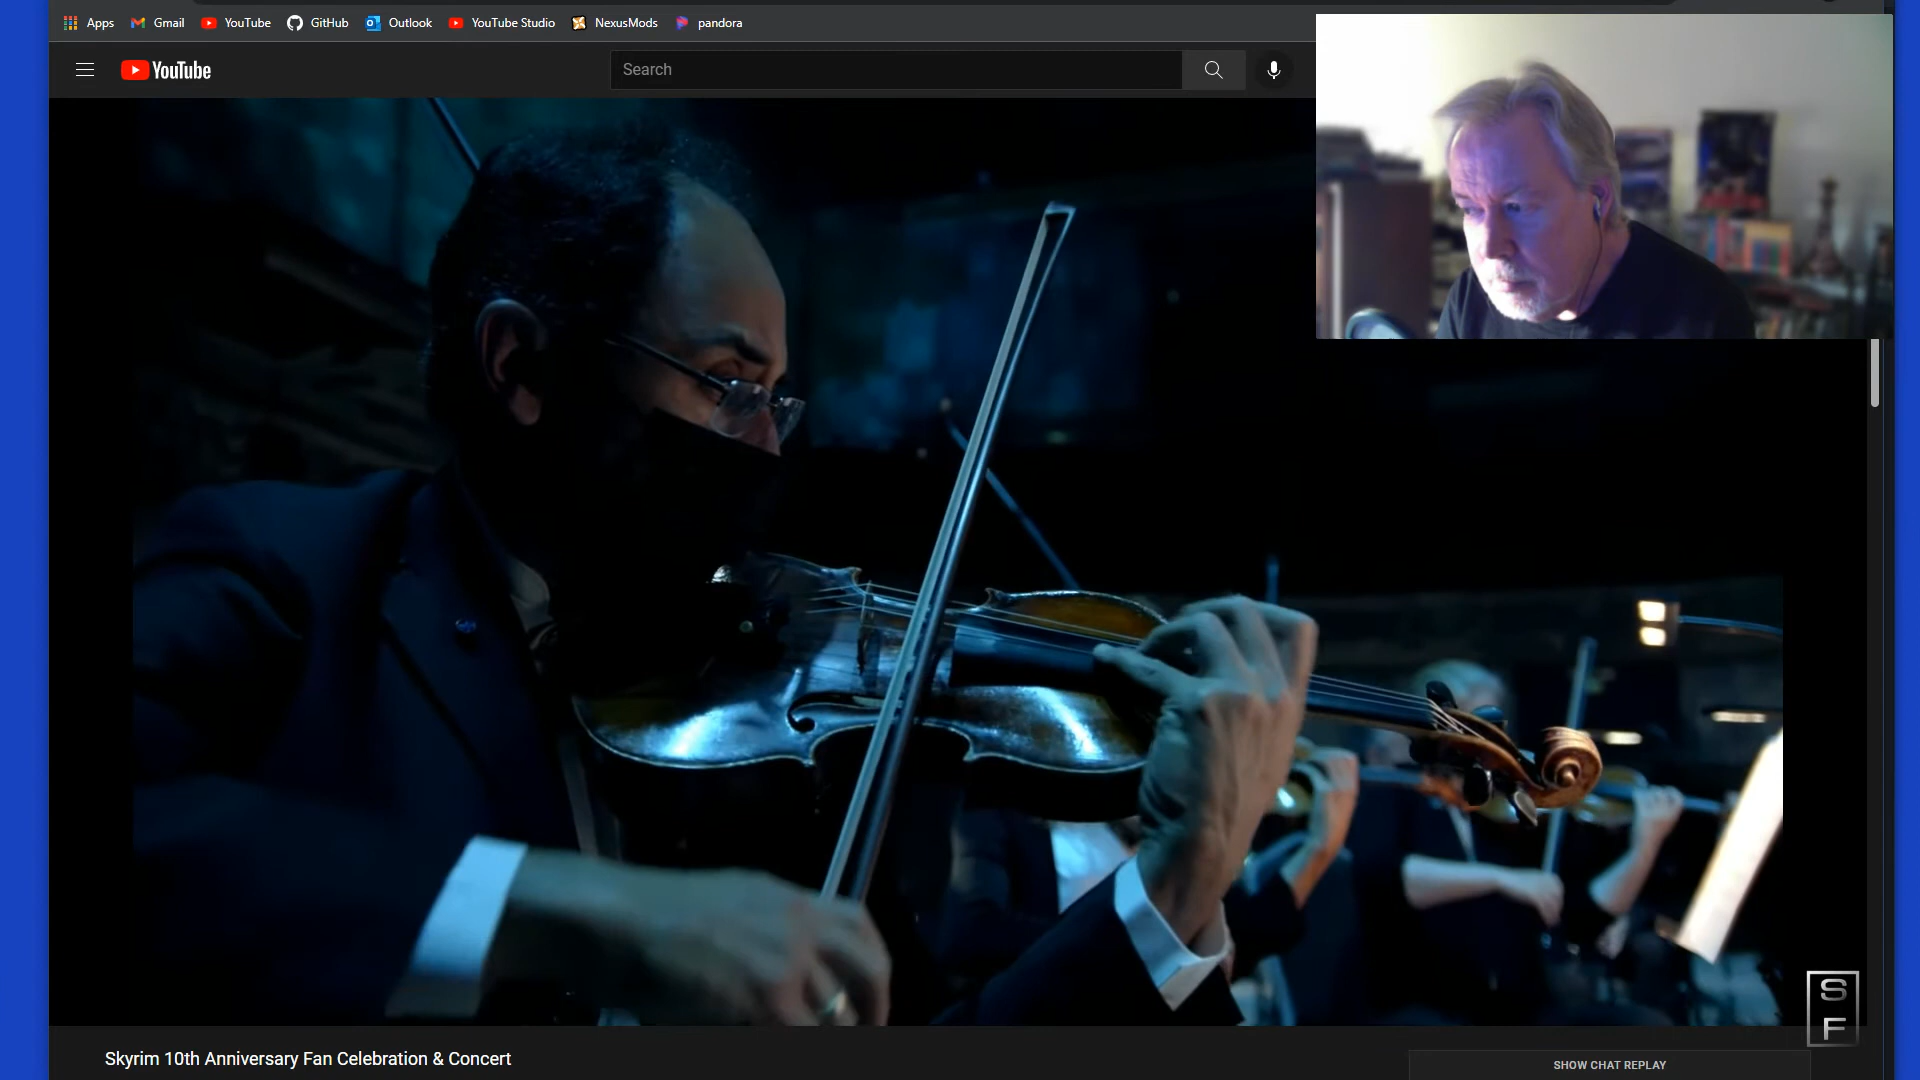 Apps Gmail YouTube GitHub Outlook YouTube Studio NexusMods pandora
YouTube Search
S
F
Skyrim 10th Anniversary Fan Celebration & Concert
SHOW CHAT REPLAY